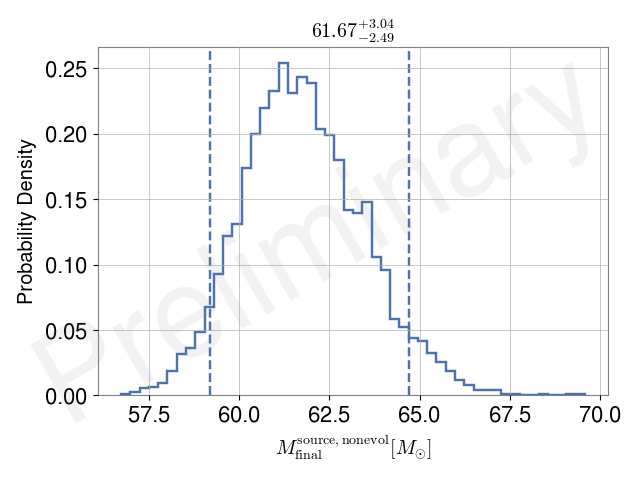 61.67^{+3.04}_{-2.49}
Probability Density
0.25
0.20
0.15
0.10
0.05
0.00
57.5 60.0 62.5 65.0 67.5 70.0
M_{final}^{source, nonevol}[M_⊙]
Preliminary